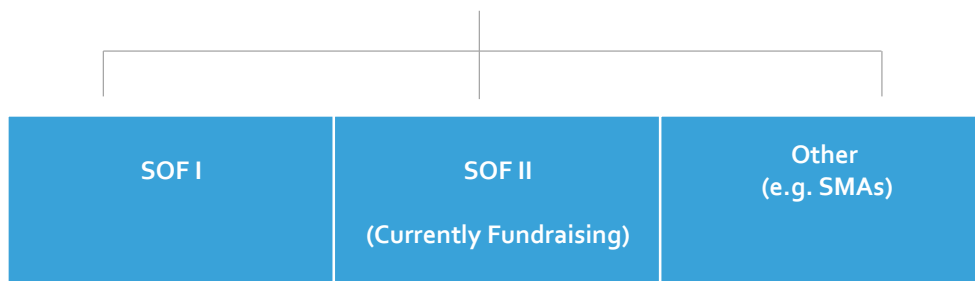 SOF I
SOF II
(Currently Fundraising)
Other
(e.g. SMAs)